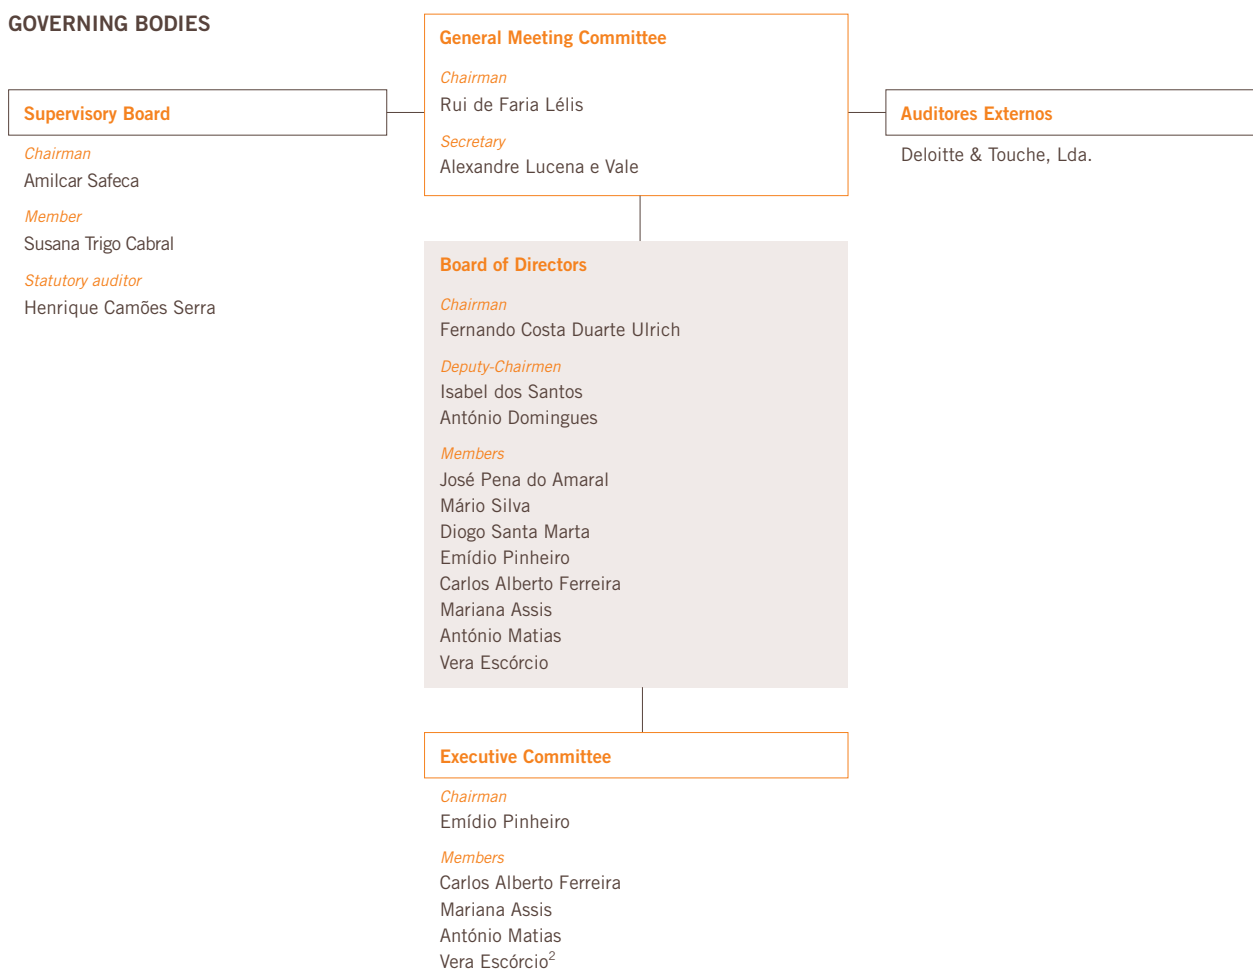 GOVERNING BODIES
General Meeting Committee
Chairman
Rui de Faria Lélis
Secretary
Alexandre Lucena e Vale
Supervisory Board
Chairman
Amilcar Safeca
Member
Susana Trigo Cabral
Statutory auditor
Henrique Camões Serra
Auditores Externos
Deloitte & Touche, Lda.
Board of Directors
Chairman
Fernando Costa Duarte Ulrich
Deputy-Chairmen
Isabel dos Santos
António Domingues
Members
José Pena do Amaral
Mário Silva
Diogo Santa Marta
Emídio Pinheiro
Carlos Alberto Ferreira
Mariana Assis
António Matias
Vera Escórcio
Executive Committee
Chairman
Emídio Pinheiro
Members
Carlos Alberto Ferreira
Mariana Assis
António Matias
Vera Escórcio²